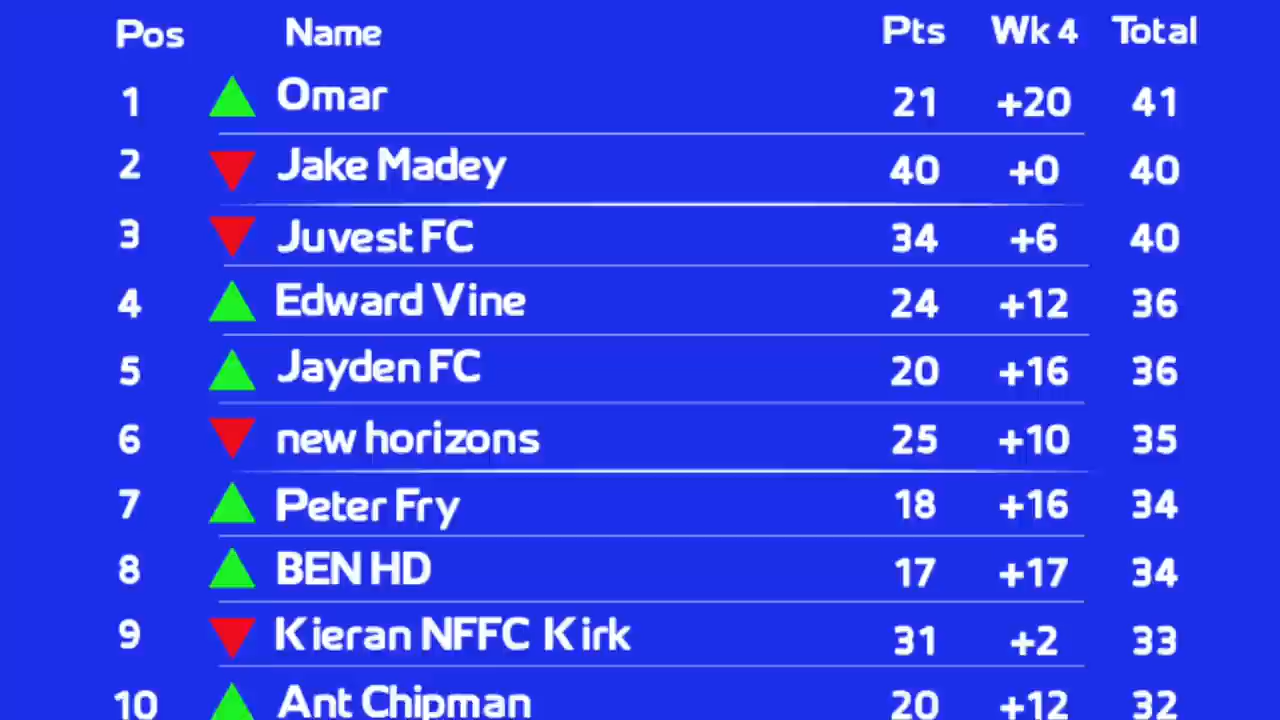 Pos Name Pts Wk 4 Total
1 Omar 21 +20 41
2 Jake Madey 40 +0 40
3 Juvest FC 34 +6 40
4 Edward Vine 24 +12 36
5 Jayden FC 20 +16 36
6 new horizons 25 +10 35
7 Peter Fry 18 +16 34
8 BEN HD 17 +17 34
9 Kieran NFFC Kirk 31 +2 33
10 Ant Chipman 20 +12 32